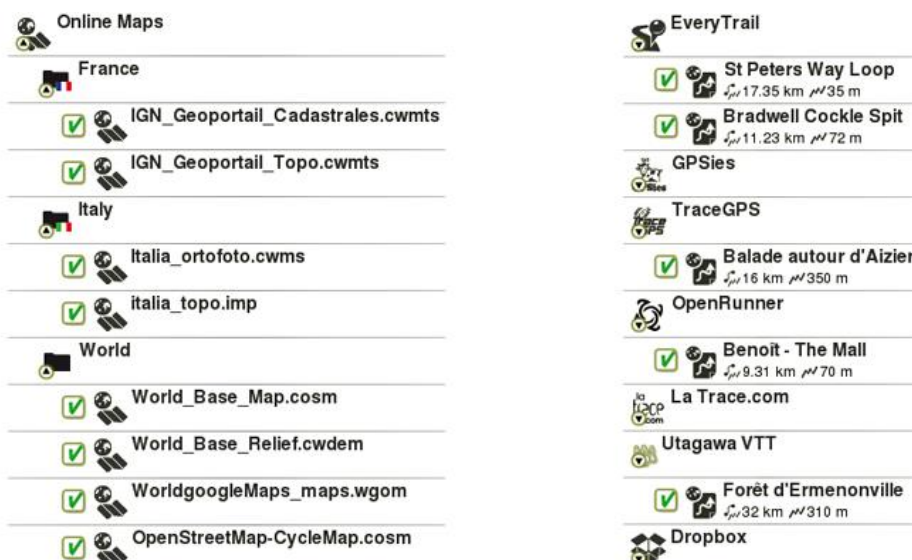 Online Maps
France
IGN_Geoportail_Cadastrales.cwmts
IGN_Geoportail_Topo.cwmts
Italy
Italia_ortofoto.cwms
italia_topo.imp
World
World_Base_Map.cosm
World_Base_Relief.cwdem
WorldgoogleMaps_maps.wgom
OpenStreetMap-CycleMap.cosm
EveryTrail
St Peters Way Loop
17.35 km 35 m
Bradwell Cockle Spit
11.23 km 72 m
GPSies
TraceGPS
Balade autour d'Aizier
16 km 350 m
OpenRunner
Benoît - The Mall
9.31 km 70 m
La Trace.com
Utagawa VTT
Forêt d'Ermenonville
32 km 310 m
Dropbox